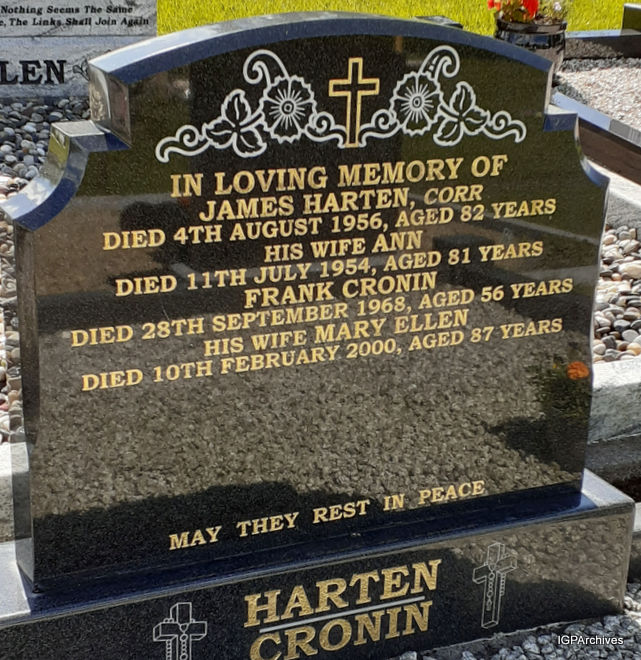 Nothing Seems The Same
The Links Shall Join Again
IN LOVING MEMORY OF
JAMES HARTEN, CORR
DIED 4TH AUGUST 1956, AGED 82 YEARS
HIS WIFE ANN
DIED 11TH JULY 1954, AGED 81 YEARS
FRANK CRONIN
DIED 28TH SEPTEMBER 1968, AGED 56 YEARS
HIS WIFE MARY ELLEN
DIED 10TH FEBRUARY 2000, AGED 87 YEARS
MAY THEY REST IN PEACE
HARTEN
CRONIN
IGPArchives